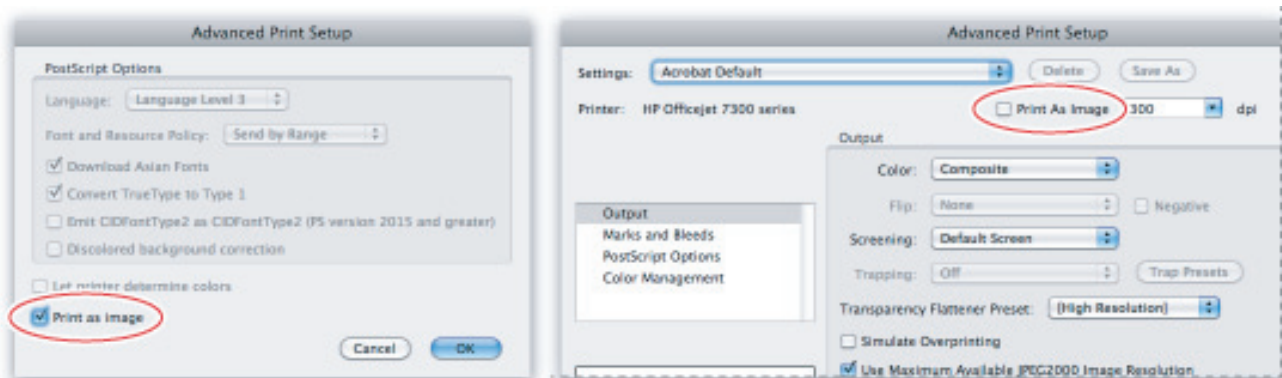 Advanced Print Setup
PostScript Options
Language: Language Level 3
Font and Resource Policy: Send by Range
Download Asian Fonts
Convert TrueType to Type 1
Emit CIDFontType2 as CIDFontType2 (PS version 2015 and greater)
Discolored background correction
Let printer determine colors
Print as image
Cancel OK
Advanced Print Setup
Settings: Acrobat Default Delete Save As
Printer: HP Officejet 7300 series Print As Image 300 dpi
Output
Color: Composite
Flip: None Negative
Screening: Default Screen
Trapping: Off Trap Presets
Transparency Flattener Preset: [High Resolution]
Simulate Overprinting
Use Maximum Available JPEG2000 Image Resolution
Output
Marks and Bleeds
PostScript Options
Color Management